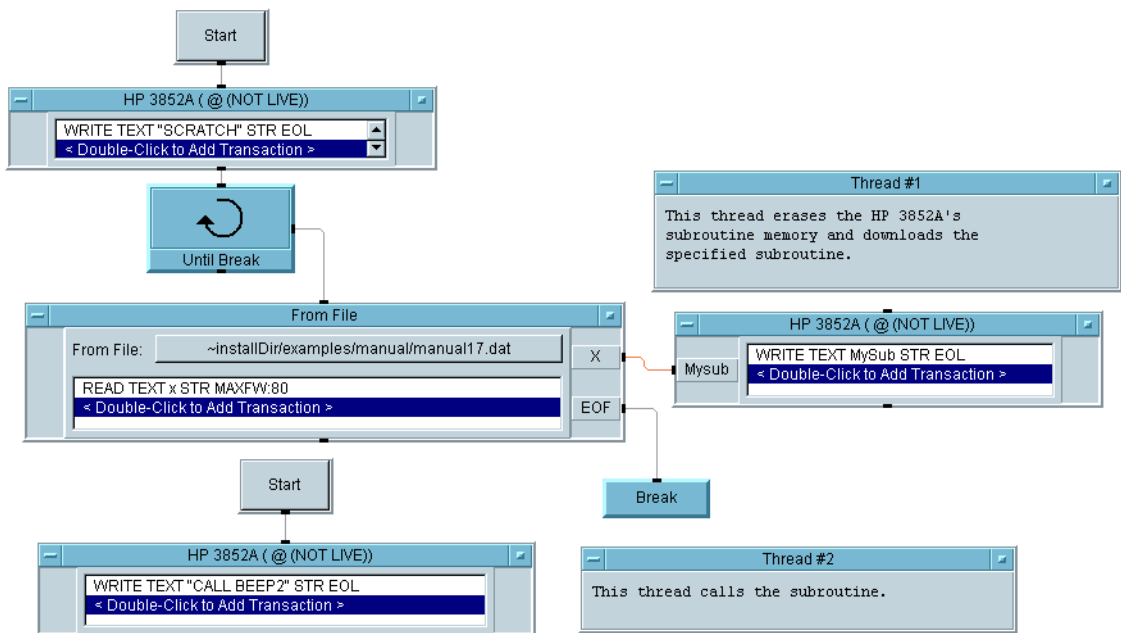 Start
HP 3852A ( @ (NOT LIVE))
WRITE TEXT "SCRATCH" STR EOL
< Double-Click to Add Transaction >
Until Break
Thread #1
This thread erases the HP 3852A's
subroutine memory and downloads the
specified subroutine.
From File
From File:
~installDir/examples/manual/manual17.dat
X
READ TEXT x STR MAXFW:80
< Double-Click to Add Transaction >
EOF
HP 3852A ( @ (NOT LIVE))
Mysub
WRITE TEXT MySub STR EOL
< Double-Click to Add Transaction >
Break
Start
HP 3852A ( @ (NOT LIVE))
WRITE TEXT "CALL BEEP2" STR EOL
< Double-Click to Add Transaction >
Thread #2
This thread calls the subroutine.